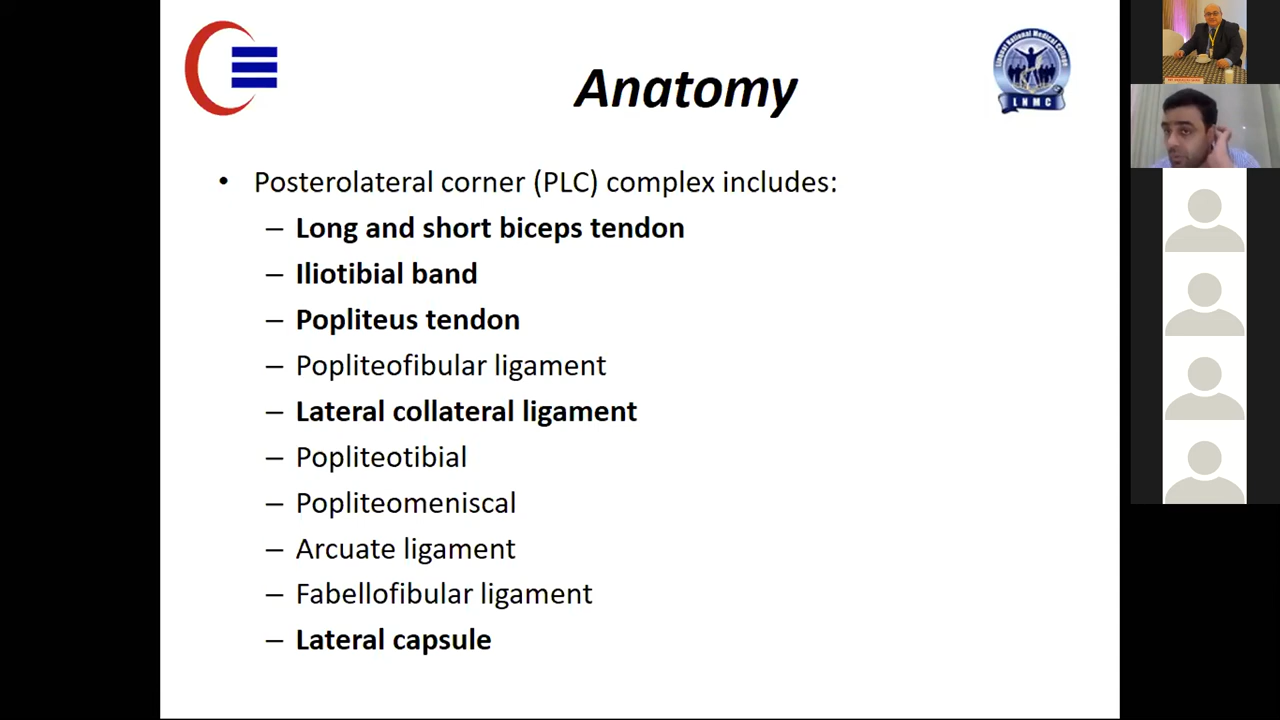 Anatomy
LNMC
• Posterolateral corner (PLC) complex includes:
– Long and short biceps tendon
– Iliotibial band
– Popliteus tendon
– Popliteofibular ligament
– Lateral collateral ligament
– Popliteotibial
– Popliteomeniscal
– Arcuate ligament
– Fabellofibular ligament
– Lateral capsule